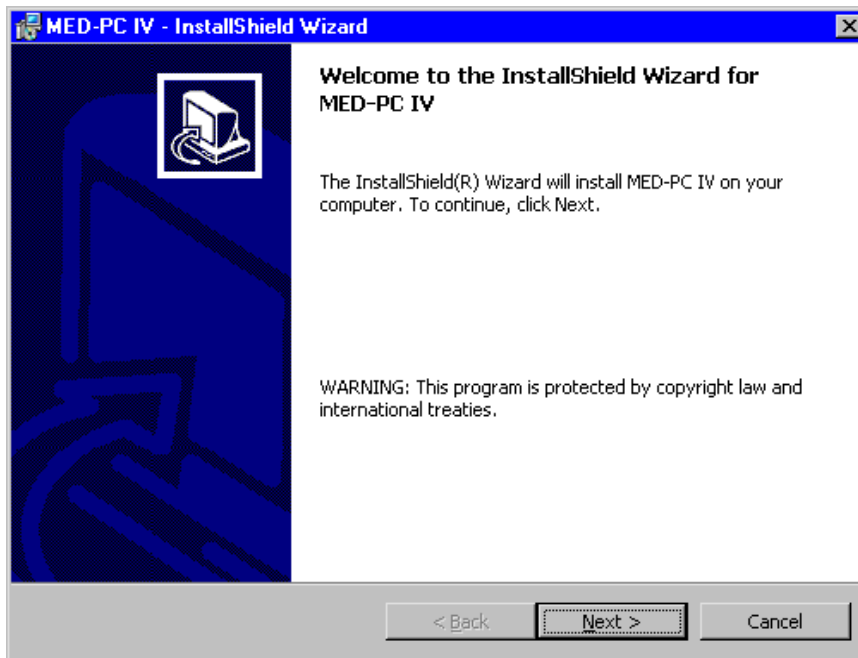 MED-PC IV - InstallShield Wizard
Welcome to the InstallShield Wizard for
MED-PC IV
The InstallShield(R) Wizard will install MED-PC IV on your
computer. To continue, click Next.
WARNING: This program is protected by copyright law and
international treaties.
< Back
Next >
Cancel